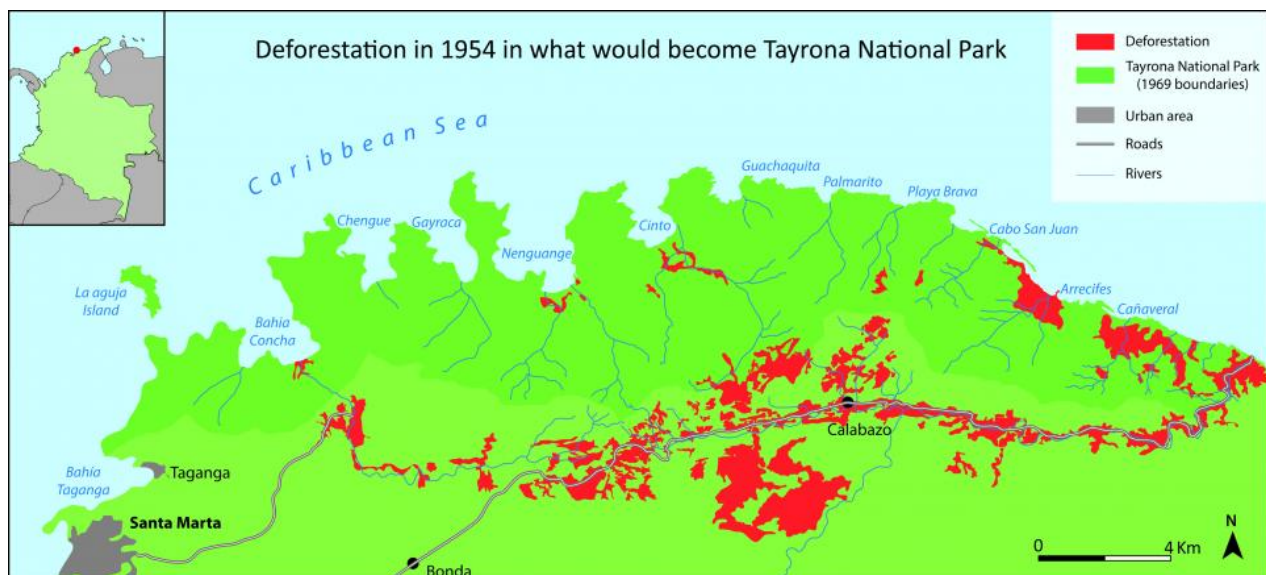 Deforestation in 1954 in what would become Tayrona National Park
Deforestation
Tayrona National Park
(1969 boundaries)
Urban area
Roads
Rivers
Caribbean Sea
Guachaquita
Palmarito
Playa Brava
Chengue
Gayraca
Cinto
Cabo San Juan
Nenguange
La aguja
Island
Arrecifes
Cañaveral
Bahia
Concha
Calabazo
Taganga
Bahía
Taganga
Santa Marta
Bonda
N
0
4 Km